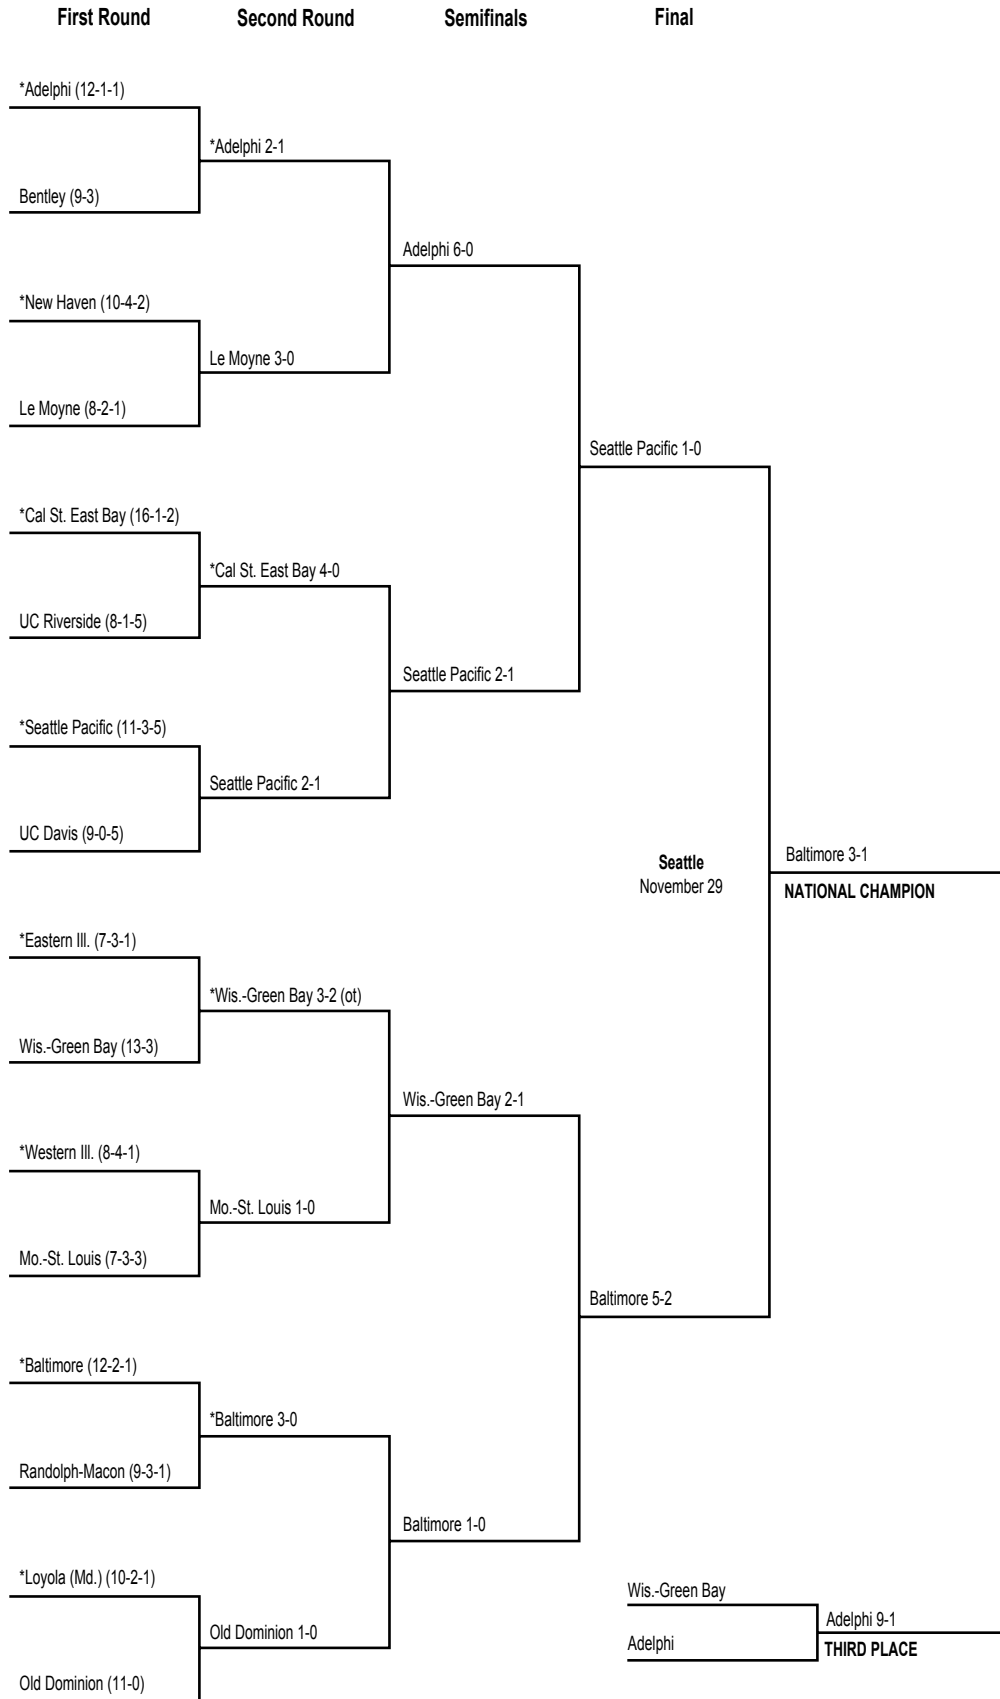 First Round
Second Round
Semifinals
Final
*Adelphi (12-1-1)
*Adelphi 2-1
Bentley (9-3)
Adelphi 6-0
*New Haven (10-4-2)
Le Moyne 3-0
Le Moyne (8-2-1)
Seattle Pacific 1-0
*Cal St. East Bay (16-1-2)
*Cal St. East Bay 4-0
UC Riverside (8-1-5)
Seattle Pacific 2-1
*Seattle Pacific (11-3-5)
Seattle Pacific 2-1
UC Davis (9-0-5)
Seattle
November 29
Baltimore 3-1
NATIONAL CHAMPION
*Eastern Ill. (7-3-1)
*Wis.-Green Bay 3-2 (ot)
Wis.-Green Bay (13-3)
Wis.-Green Bay 2-1
*Western Ill. (8-4-1)
Mo.-St. Louis 1-0
Mo.-St. Louis (7-3-3)
Baltimore 5-2
*Baltimore (12-2-1)
*Baltimore 3-0
Randolph-Macon (9-3-1)
Baltimore 1-0
*Loyola (Md.) (10-2-1)
Old Dominion 1-0
Old Dominion (11-0)
Wis.-Green Bay
Adelphi
Adelphi 9-1
THIRD PLACE